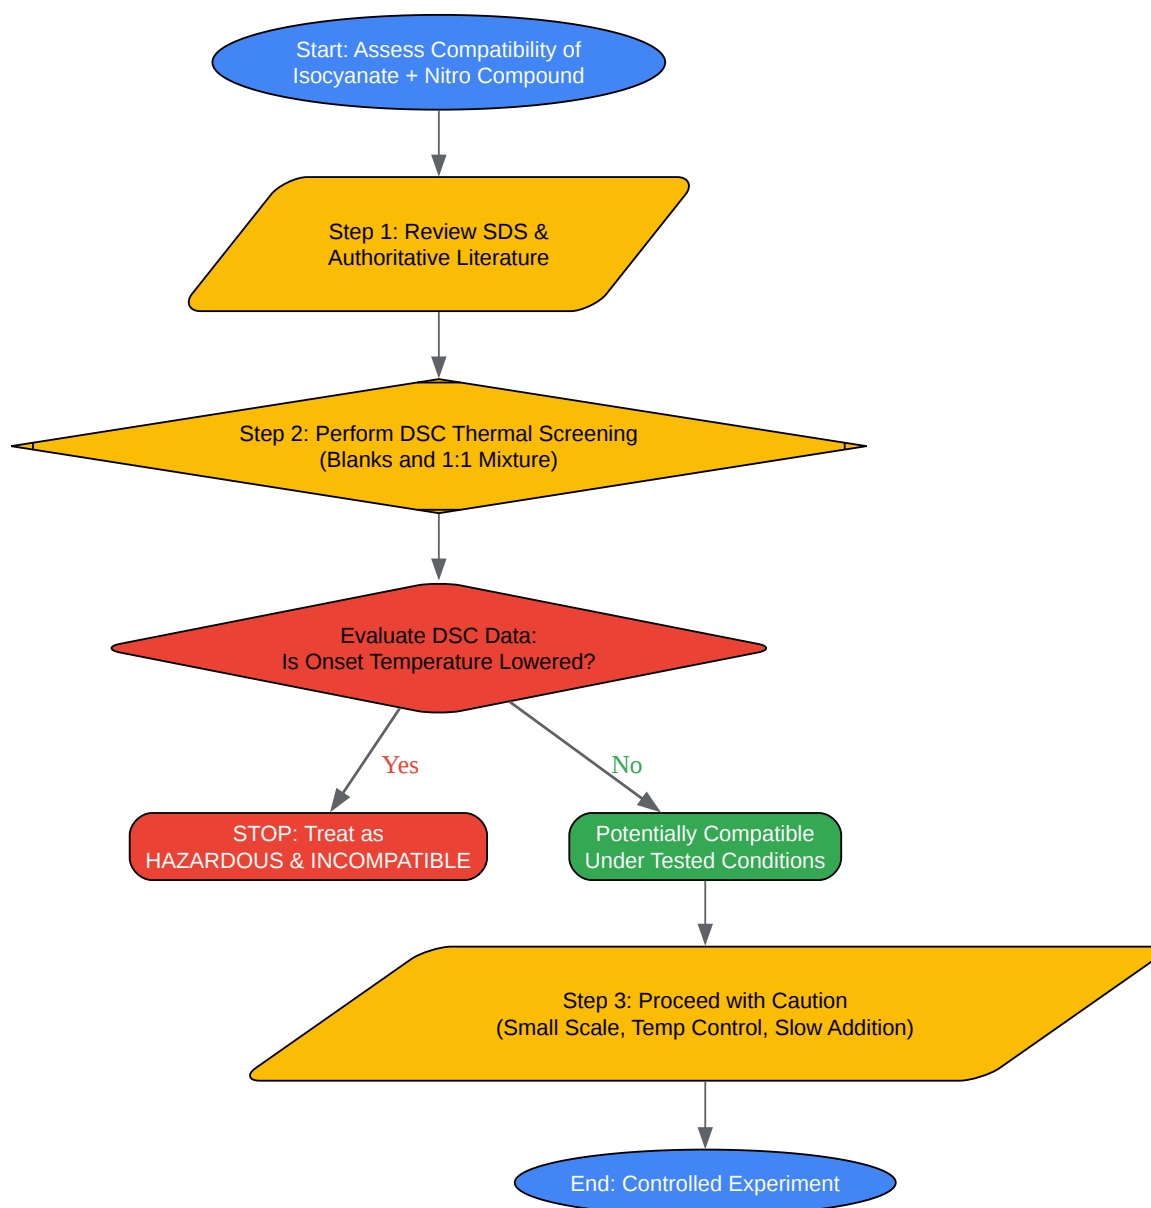 Start: Assess Compatibility of
Isocyanate + Nitro Compound
Step 1: Review SDS &
Authoritative Literature
Step 2: Perform DSC Thermal Screening
(Blanks and 1:1 Mixture)
Evaluate DSC Data:
Is Onset Temperature Lowered?
Yes
No
STOP: Treat as
HAZARDOUS & INCOMPATIBLE
Potentially Compatible
Under Tested Conditions
Step 3: Proceed with Caution
(Small Scale, Temp Control, Slow Addition)
End: Controlled Experiment